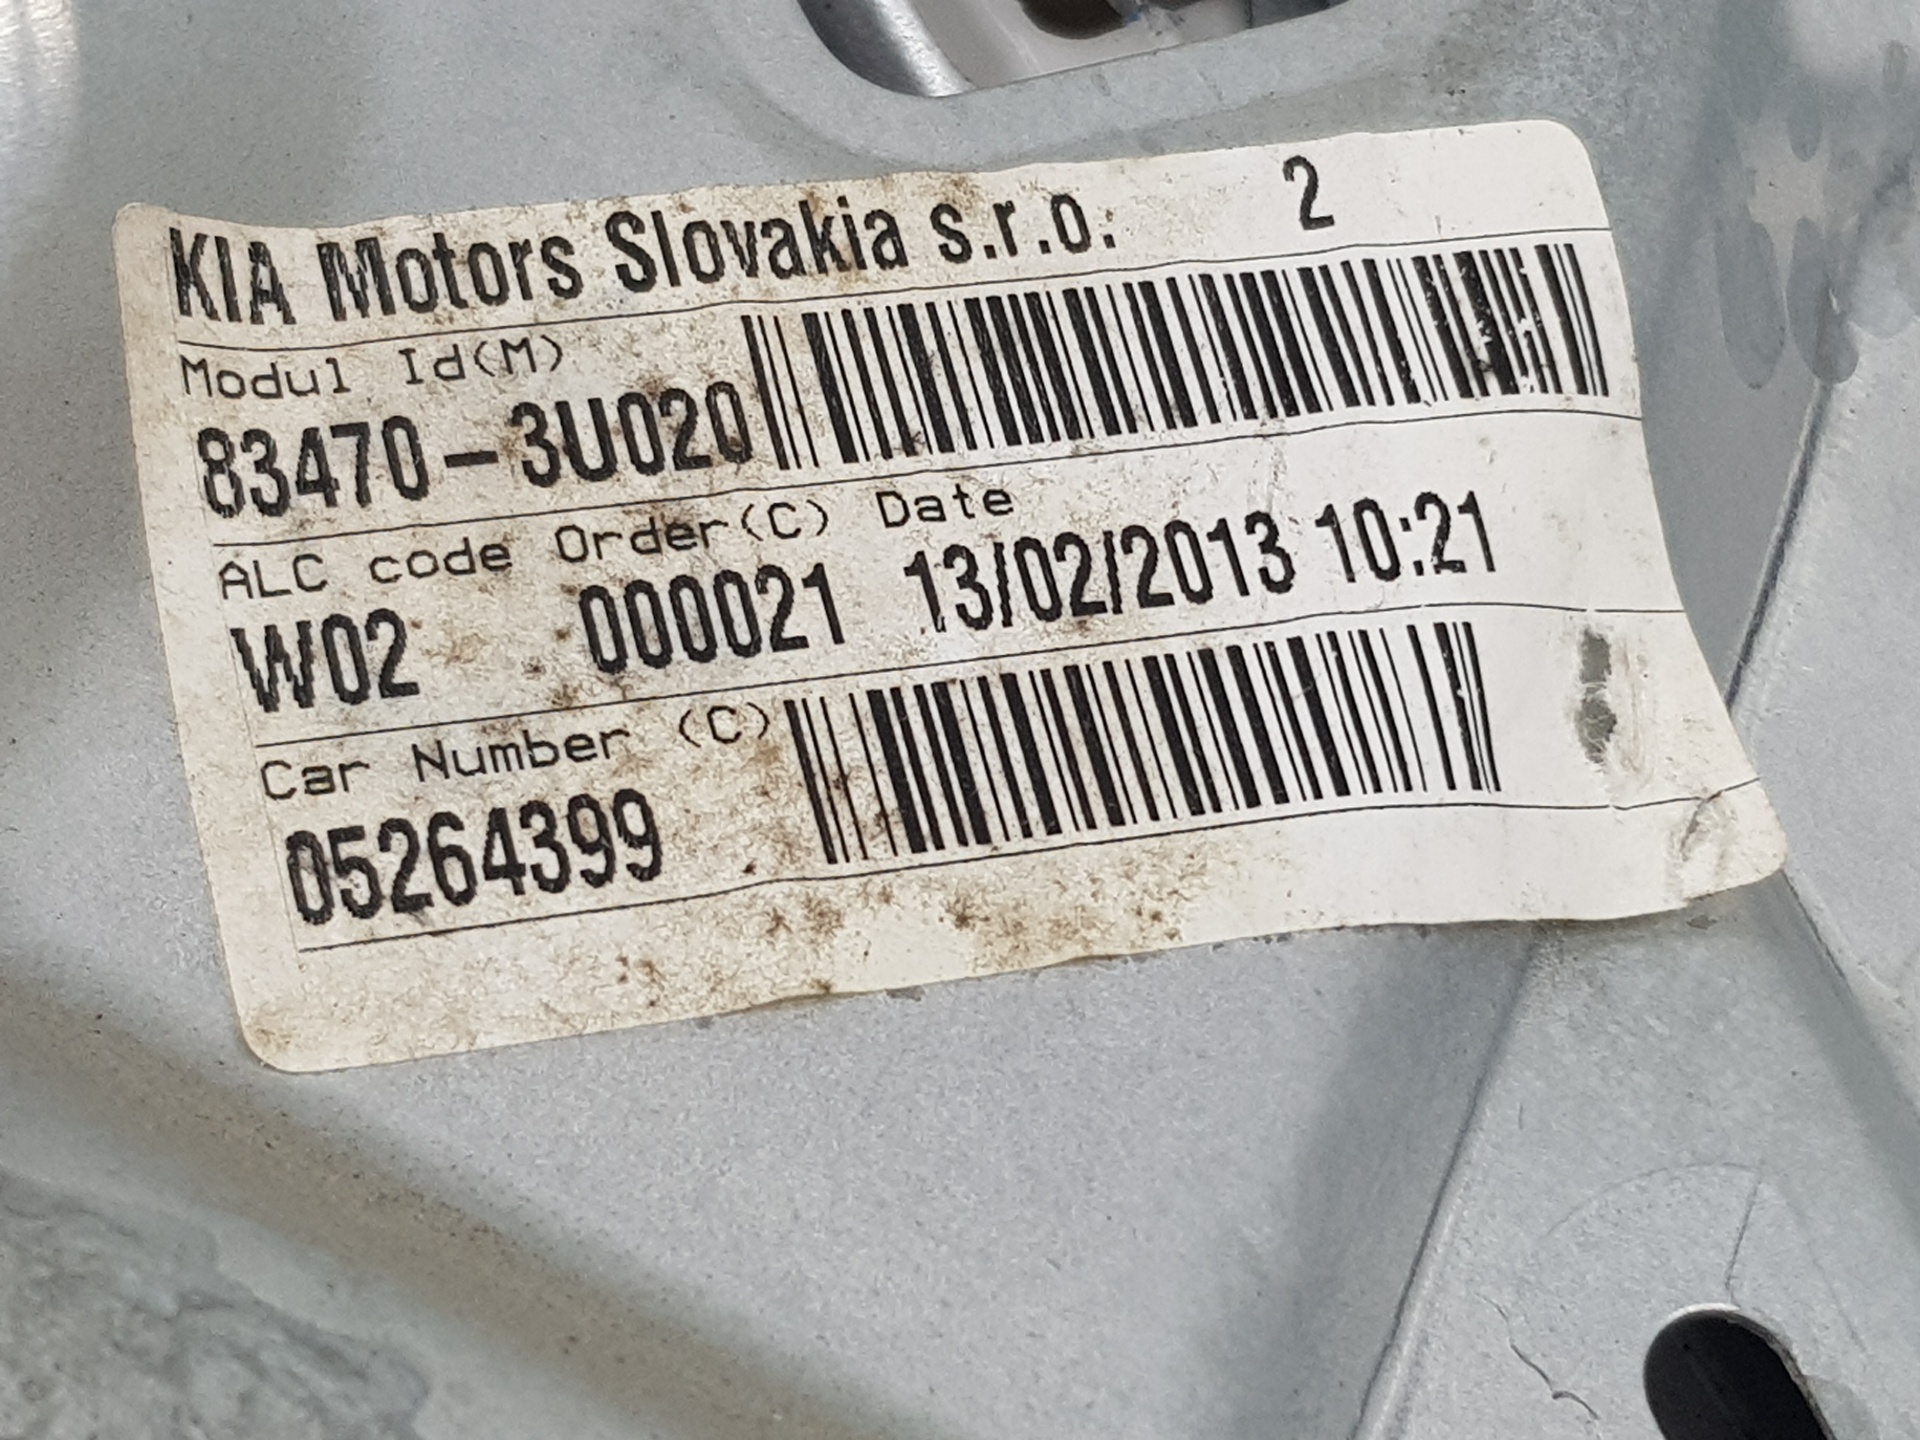 KIA Motors Slovakia s.r.o. 2
Modul Id(M)
83470-3U020
ALC code Order(C) Date
W02 000021 13/02/2013 10:21
Car Number (C)
05264399